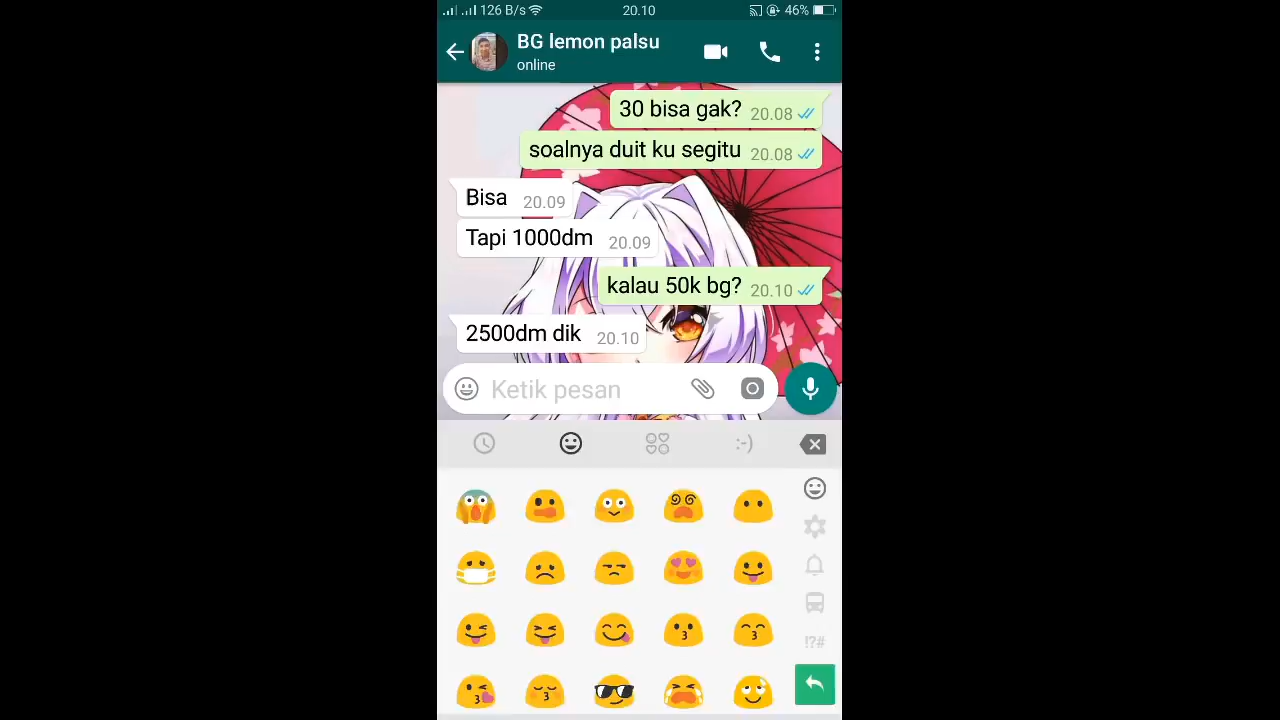 126 B/s
20.10
46%
BG lemon palsu
online
30 bisa gak? 20.08
soalnya duit ku segitu 20.08
Bisa 20.09
Tapi 1000dm 20.09
kalau 50k bg? 20.10
2500dm dik 20.10
Ketik pesan
:-)
!?#